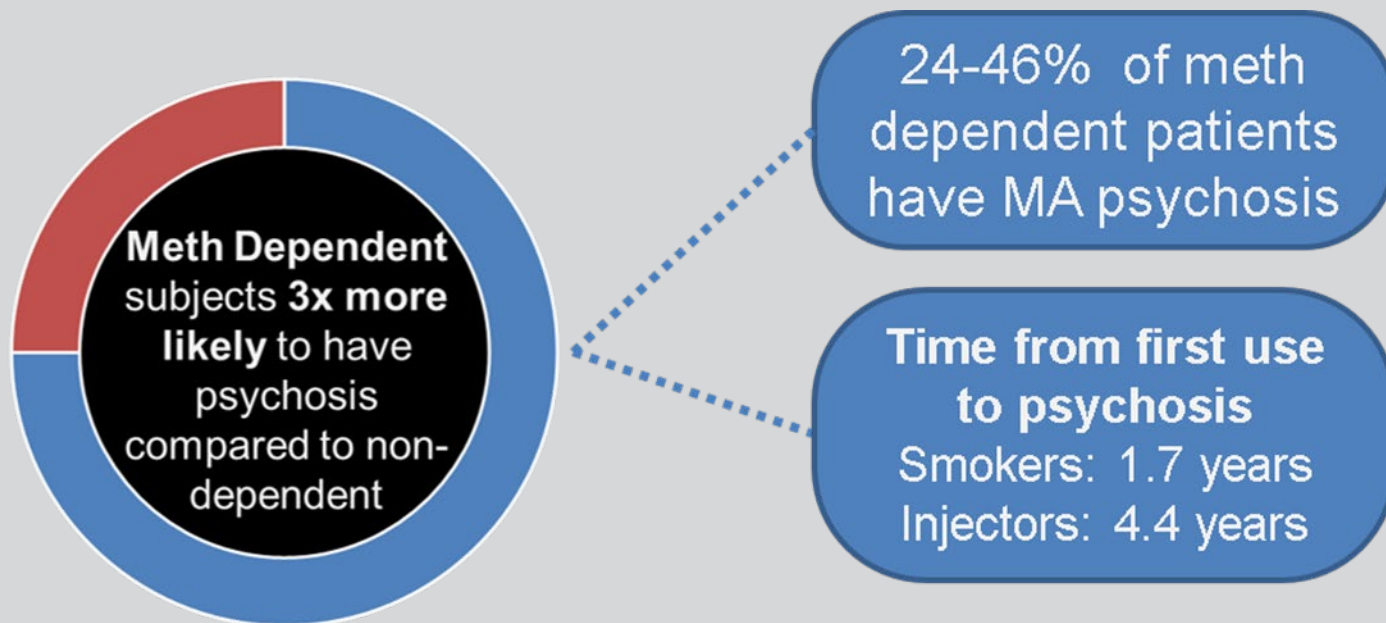 Meth Dependent
subjects 3x more
likely to have
psychosis
compared to non-
dependent
24-46% of meth
dependent patients
have MA psychosis
Time from first use
to psychosis
Smokers: 1.7 years
Injectors: 4.4 years